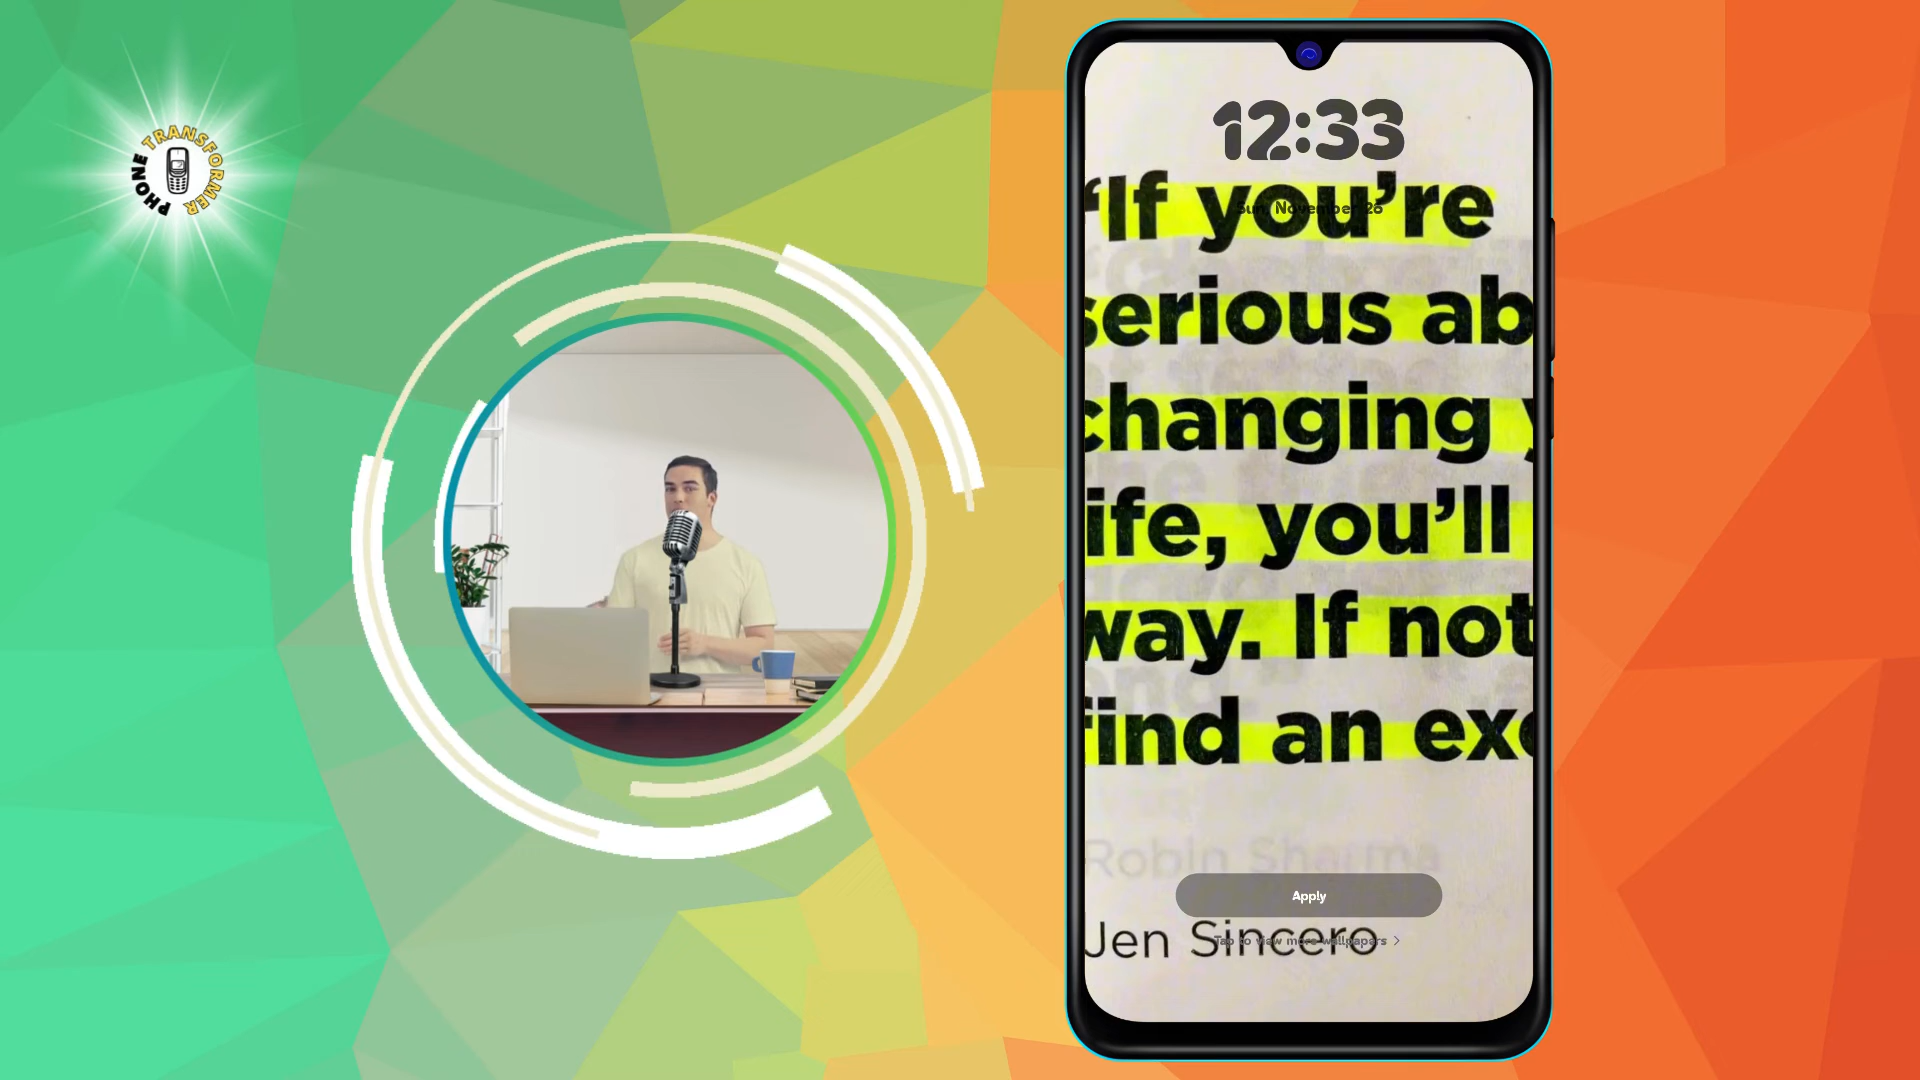 PHONE TRANSFORMER
12:33
“If you’re
Sun, November 26
serious ab
changing y
life, you’ll
way. If not
find an exc
Robin Sharma
Apply
Jen Sincero
Tap to view more wallpapers >